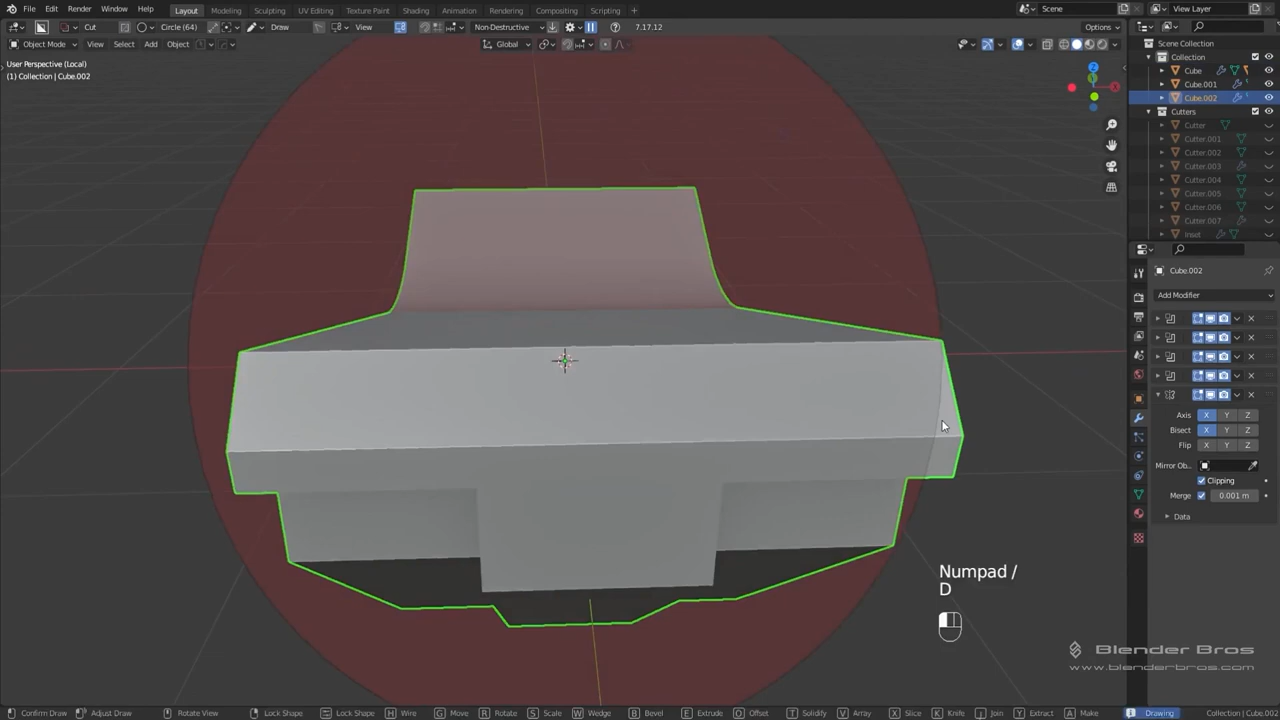 File Edit Render Window Help Layout Modeling Sculpting UV Editing Texture Paint Shading Animation Rendering Compositing Scripting Scene View Layer
Cut Circle (64) Draw View Non-Destructive 7.17.12 Options
Object Mode View Select Add Object Global
User Perspective (Local)
(1) Collection | Cube.002
Z
X
Scene Collection
Collection
Cube
Cube.001
Cube.002
Cutters
Cutter
Cutter.001
Cutter.002
Cutter.003
Cutter.004
Cutter.005
Cutter.006
Cutter.007
Inset
Cube.002
Add Modifier
Axis X Y Z
Bisect X Y Z
Flip X Y Z
Mirror Ob..
Clipping
Merge 0.001 m
Data
Numpad /
D
Blender Bros
www.blenderbros.com
Confirm Draw Adjust Draw Rotate View Lock Shape Lock Shape H Wire G Move R Rotate S Scale W Wedge B Bevel E Extrude O Offset T Solidify V Array X Slice K Knife J Join Y Extract A Make Drawing Collection | Cube.002